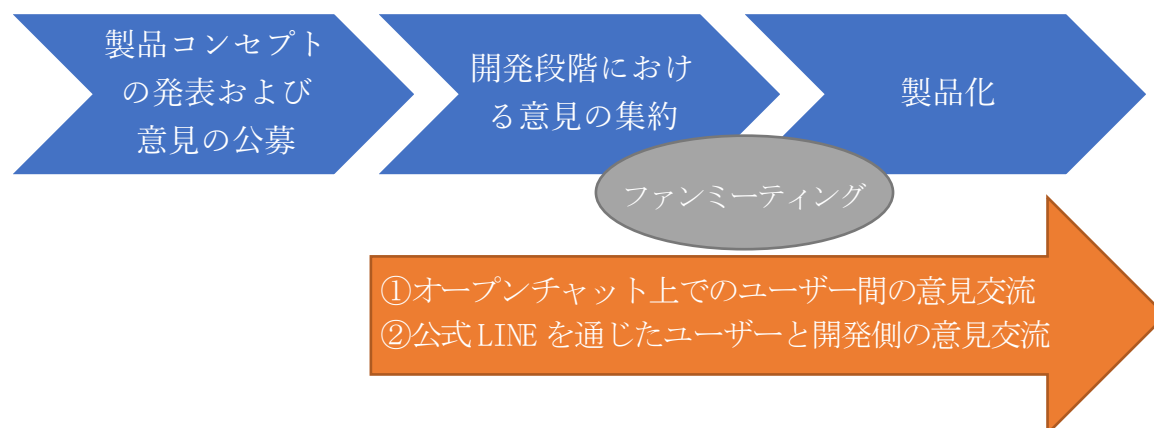 製品コンセプト
の発表および
意見の公募
開発段階におけ
る意見の集約
製品化
ファンミーティング
①オープンチャット上でのユーザー間の意見交流
②公式 LINE を通じたユーザーと開発側の意見交流